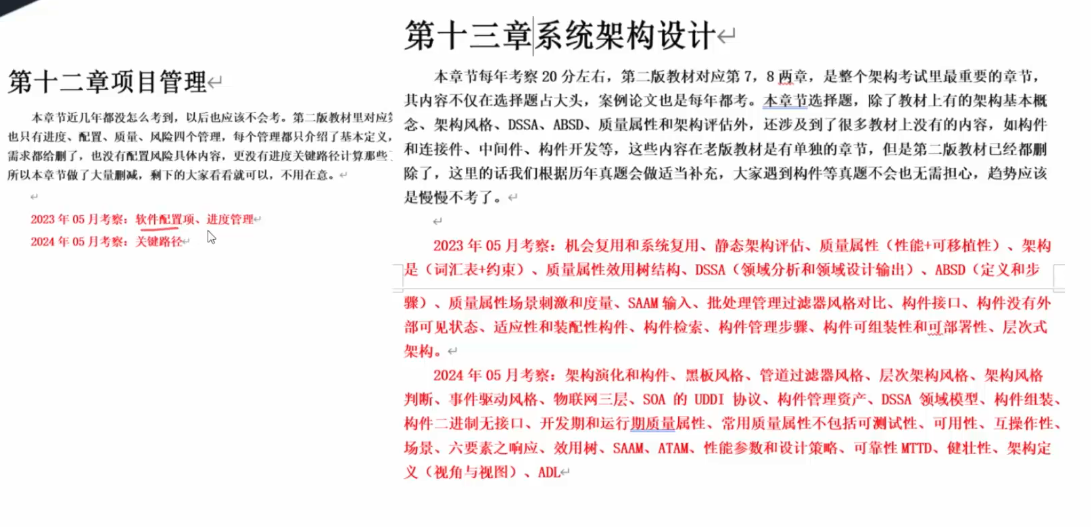 第十二章项目管理
本章节近几年都没怎么考到，以后也应该不会考。第二版教材里对应
也只有进度、配置、质量、风险四个管理，每个管理都只介绍了基本定义，
需求都给删了，也没有配置风险具体内容，更没有进度关键路径计算那些
所以本章节做了大量删减，剩下的大家看看就可以，不用在意。
2023 年 05 月考察：软件配置项、进度管理
2024 年 05 月考察：关键路径
第十三章系统架构设计
本章节每年考察 20 分左右，第二版教材对应第 7，8 两章，是整个架构考试里最重要的章节，
其内容不仅在选择题占大头，案例论文也是每年都考。本章节选择题，除了教材上有的架构基本概
念、架构风格、DSSA、ABSD、质量属性和架构评估外，还涉及到了很多教材上没有的内容，如构件
和连接件、中间件、构件开发等，这些内容在老版教材是有单独的章节，但是第二版教材已经都删
除了，这里的话我们根据历年真题会做适当补充，大家遇到构件等真题不会也无需担心，趋势应该
是慢慢不考了。
2023 年 05 月考察：机会复用和系统复用、静态架构评估、质量属性（性能+可移植性）、架构
是（词汇表+约束）、质量属性效用树结构、DSSA（领域分析和领域设计输出）、ABSD（定义和步
骤）、质量属性场景刺激和度量、SAAM 输入、批处理管理过滤器风格对比、构件接口、构件没有外
部可见状态、适应性和装配性构件、构件检索、构件管理步骤、构件可组装性和可部署性、层次式
架构。
2024 年 05 月考察：架构演化和构件、黑板风格、管道过滤器风格、层次架构风格、架构风格
判断、事件驱动风格、物联网三层、SOA 的 UDDI 协议、构件管理资产、DSSA 领域模型、构件组装、
构件二进制无接口、开发期和运行期质量属性、常用质量属性不包括可测试性、可用性、互操作性、
场景、六要素之响应、效用树、SAAM、ATAM、性能参数和设计策略、可靠性 MTTD、健壮性、架构定
义（视角与视图）、ADL